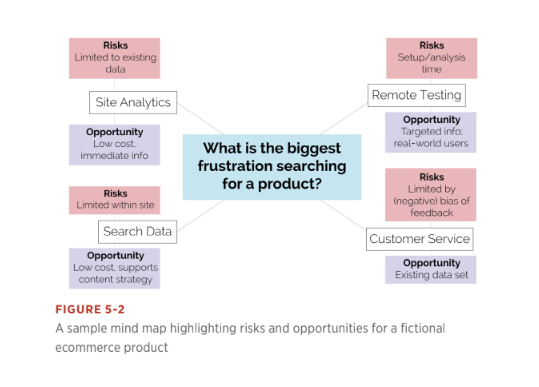 Risks
Limited to existing
data
Site Analytics
Opportunity
Low cost,
immediate info
Risks
Limited within site
Search Data
Opportunity
Low cost, supports
content strategy
What is the biggest
frustration searching
for a product?
Risks
Setup/analysis
time
Remote Testing
Opportunity
Targeted info;
real-world users
Risks
Limited by
(negative) bias of
feedback
Customer Service
Opportunity
Existing data set
FIGURE 5-2
A sample mind map highlighting risks and opportunities for a fictional
ecommerce product